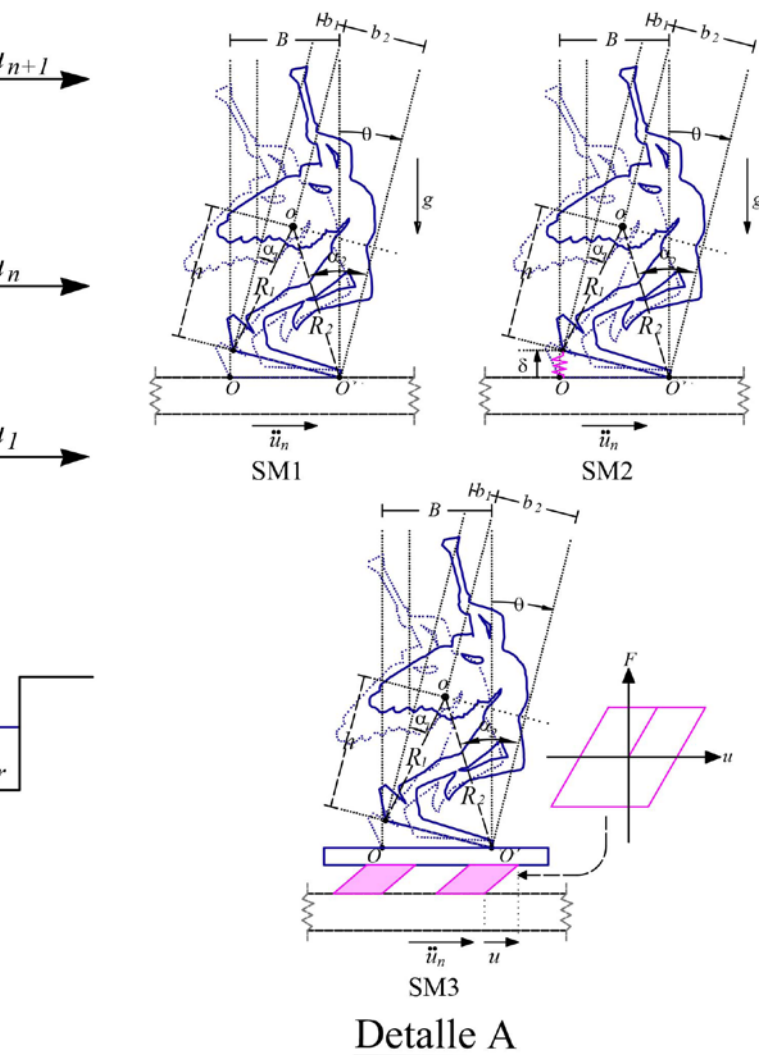 B b₁ b₂
B b₁ b₂
n+1
θ
θ
g
g
o
o
h α₁ α₂
h α₁ α₂
n
R₁
R₁
R₂
R₂
δ
O O'
O O'
üₙ
üₙ
1
SM1
SM2
B b₁ b₂
θ
F
o
u
h α₁ α₂
R₁
R₂
r
O O'
üₙ u
SM3
Detalle A